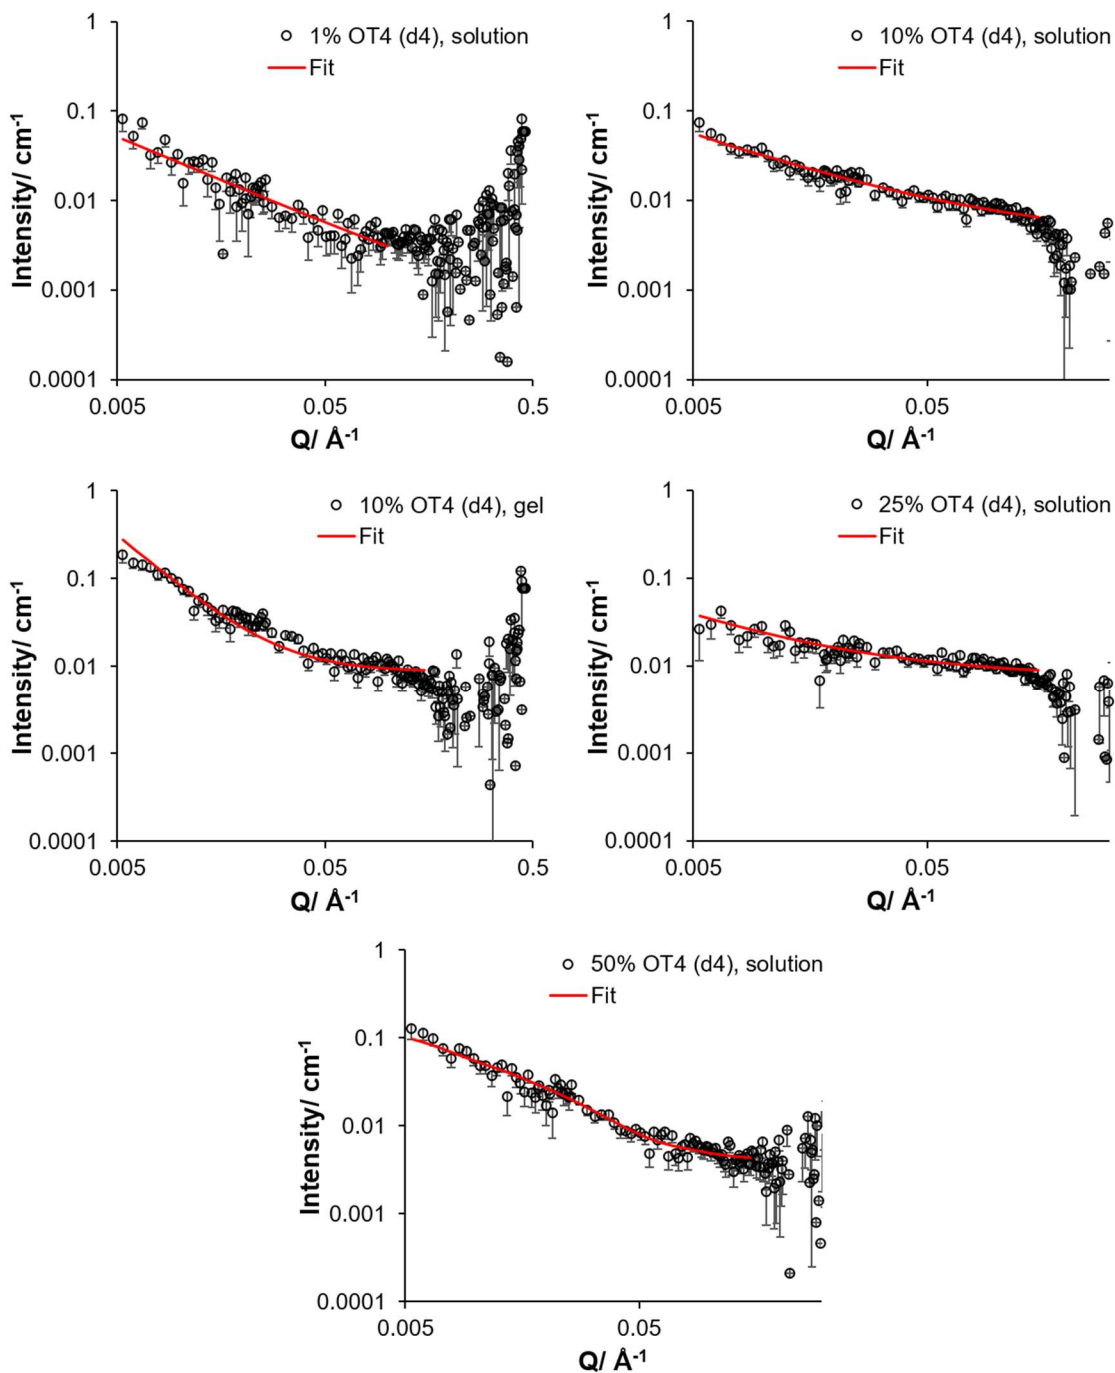 1% OT4 (d4), solution
Fit
1
0.1
0.01
0.001
0.0001
Intensity/ cm-1
0.005
0.05
0.5
Q/ Å-1
10% OT4 (d4), solution
Fit
1
0.1
0.01
0.001
0.0001
Intensity/ cm-1
0.005
0.05
Q/ Å-1
10% OT4 (d4), gel
Fit
1
0.1
0.01
0.001
0.0001
Intensity/ cm-1
0.005
0.05
0.5
Q/ Å-1
25% OT4 (d4), solution
Fit
1
0.1
0.01
0.001
0.0001
Intensity/ cm-1
0.005
0.05
Q/ Å-1
50% OT4 (d4), solution
Fit
1
0.1
0.01
0.001
0.0001
Intensity/ cm-1
0.005
0.05
Q/ Å-1